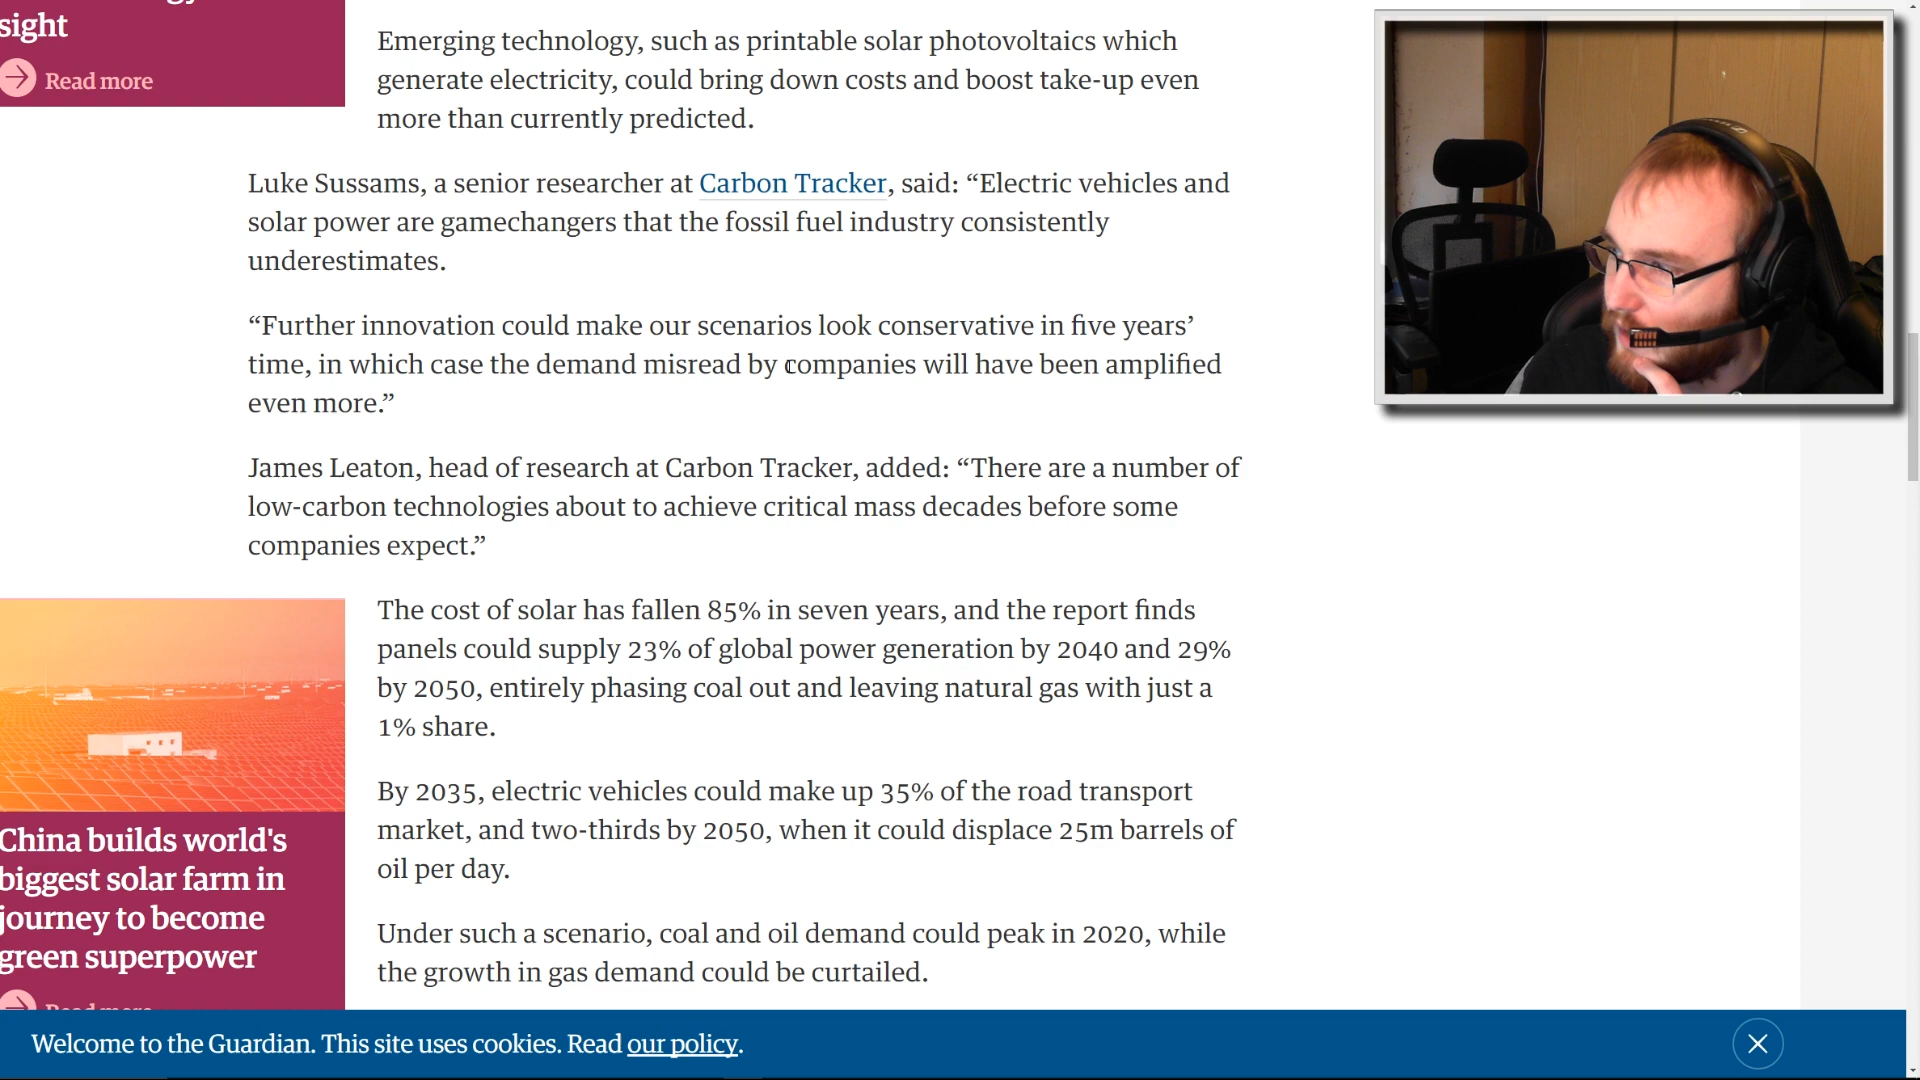 sight
Read more
Emerging technology, such as printable solar photovoltaics which
generate electricity, could bring down costs and boost take-up even
more than currently predicted.
Luke Sussams, a senior researcher at Carbon Tracker, said: “Electric vehicles and
solar power are gamechangers that the fossil fuel industry consistently
underestimates.
“Further innovation could make our scenarios look conservative in five years’
time, in which case the demand misread by companies will have been amplified
even more.”
James Leaton, head of research at Carbon Tracker, added: “There are a number of
low-carbon technologies about to achieve critical mass decades before some
companies expect.”
The cost of solar has fallen 85% in seven years, and the report finds
panels could supply 23% of global power generation by 2040 and 29%
by 2050, entirely phasing coal out and leaving natural gas with just a
1% share.
China builds world's
biggest solar farm in
journey to become
green superpower
Read more
By 2035, electric vehicles could make up 35% of the road transport
market, and two-thirds by 2050, when it could displace 25m barrels of
oil per day.
Under such a scenario, coal and oil demand could peak in 2020, while
the growth in gas demand could be curtailed.
Welcome to the Guardian. This site uses cookies. Read our policy.